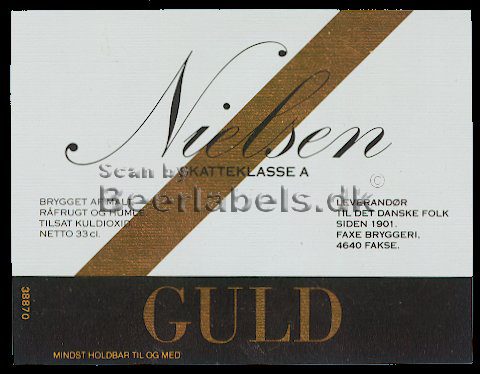 Nielsen
Scan by
SKATTEKLASSE A
©
Beerlabels.dk
BRYGGET AF MALT,
RÅFRUGT OG HUMLE
TILSAT KULDIOXID.
NETTO 33 cl.
LEVERANDØR
TIL DET DANSKE FOLK
SIDEN 1901.
FAXE BRYGGERI,
4640 FAKSE.
38870
GULD
MINDST HOLDBAR TIL OG MED